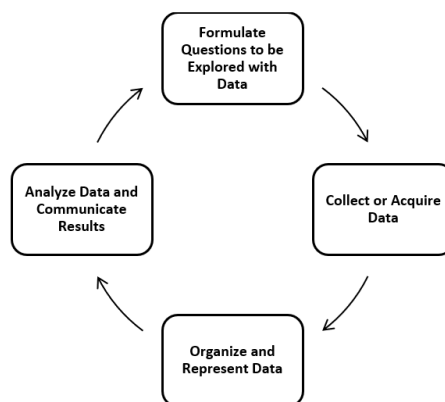 Formulate
Questions to be
Explored with
Data
Collect or Acquire
Data
Organize and
Represent Data
Analyze Data and
Communicate
Results